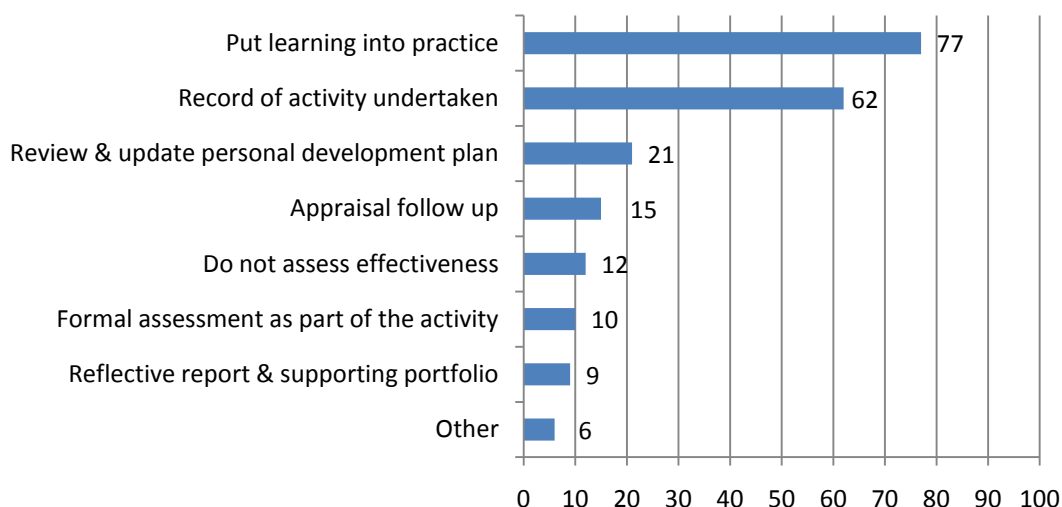 Put learning into practice 77
Record of activity undertaken 62
Review & update personal development plan 21
Appraisal follow up 15
Do not assess effectiveness 12
Formal assessment as part of the activity 10
Reflective report & supporting portfolio 9
Other 6
0 10 20 30 40 50 60 70 80 90 100